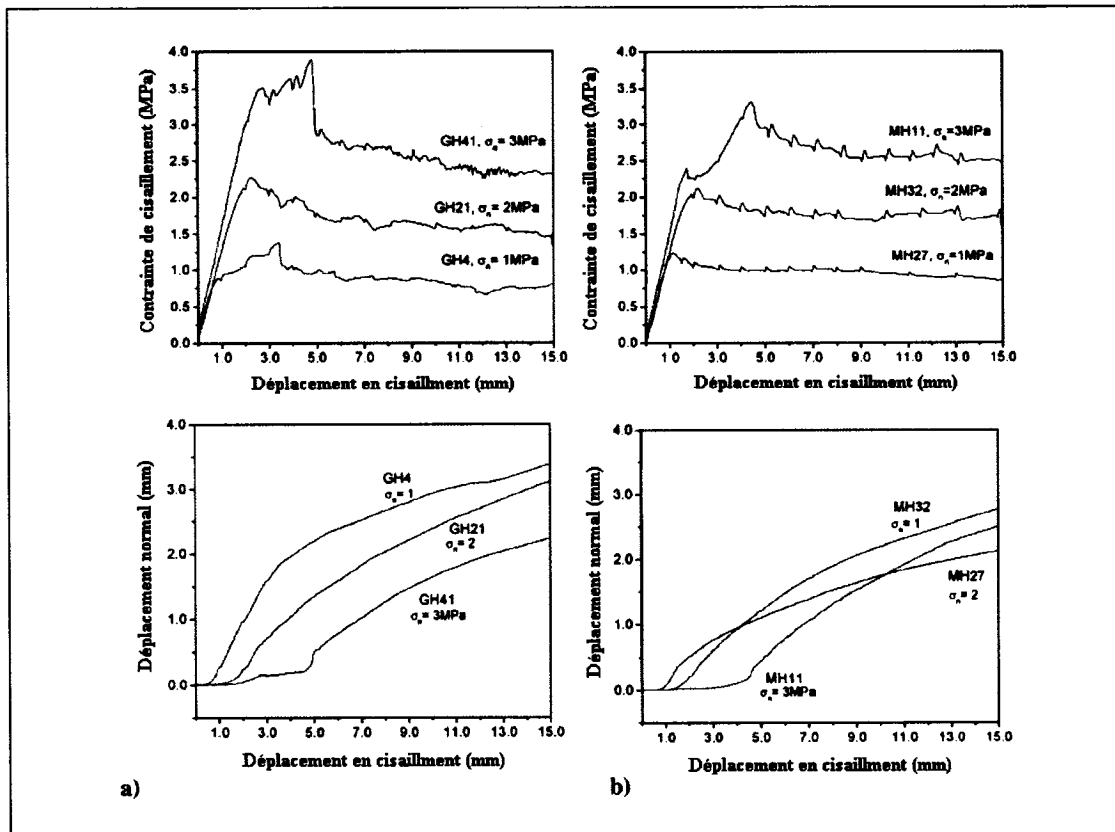 4.0
3.5
3.0
2.5
2.0
1.5
1.0
0.5
0.0
Contrainte de cisaillement (MPa)
GH41, σn= 3MPa
GH21, σn= 2MPa
GH4, σn= 1MPa
1.0 3.0 5.0 7.0 9.0 11.0 13.0 15.0
Déplacement en cisaillment (mm)
4.0
3.5
3.0
2.5
2.0
1.5
1.0
0.5
0.0
Contrainte de cisaillement (MPa)
MH11, σn=3MPa
MH32, σn=2MPa
MH27, σn=1MPa
1.0 3.0 5.0 7.0 9.0 11.0 13.0 15.0
Déplacement en cisaillment (mm)
4.0
3.0
2.0
1.0
0.0
Déplacement normal (mm)
GH4
σn= 1
GH21
σn= 2
GH41
σn= 3MPa
1.0 3.0 5.0 7.0 9.0 11.0 13.0 15.0
Déplacement en cisaillment (mm)
a)
4.0
3.0
2.0
1.0
0.0
Déplacement normal (mm)
MH32
σn= 1
MH27
σn= 2
MH11
σn= 3MPa
1.0 3.0 5.0 7.0 9.0 11.0 13.0 15.0
Déplacement en cisaillment (mm)
b)